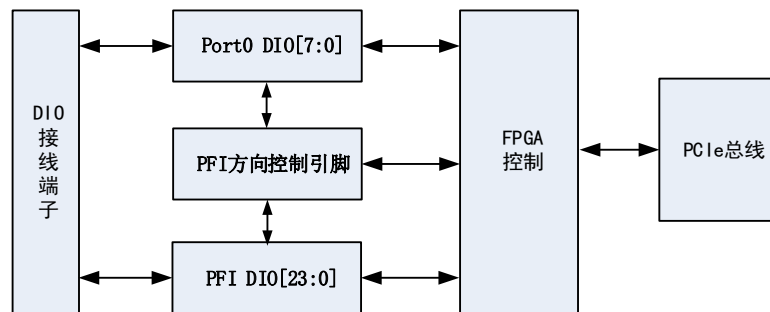 DIO
接
线
端
子
Port0 DIO[7:0]
PFI方向控制引脚
PFI DIO[23:0]
FPGA
控制
PCIe总线